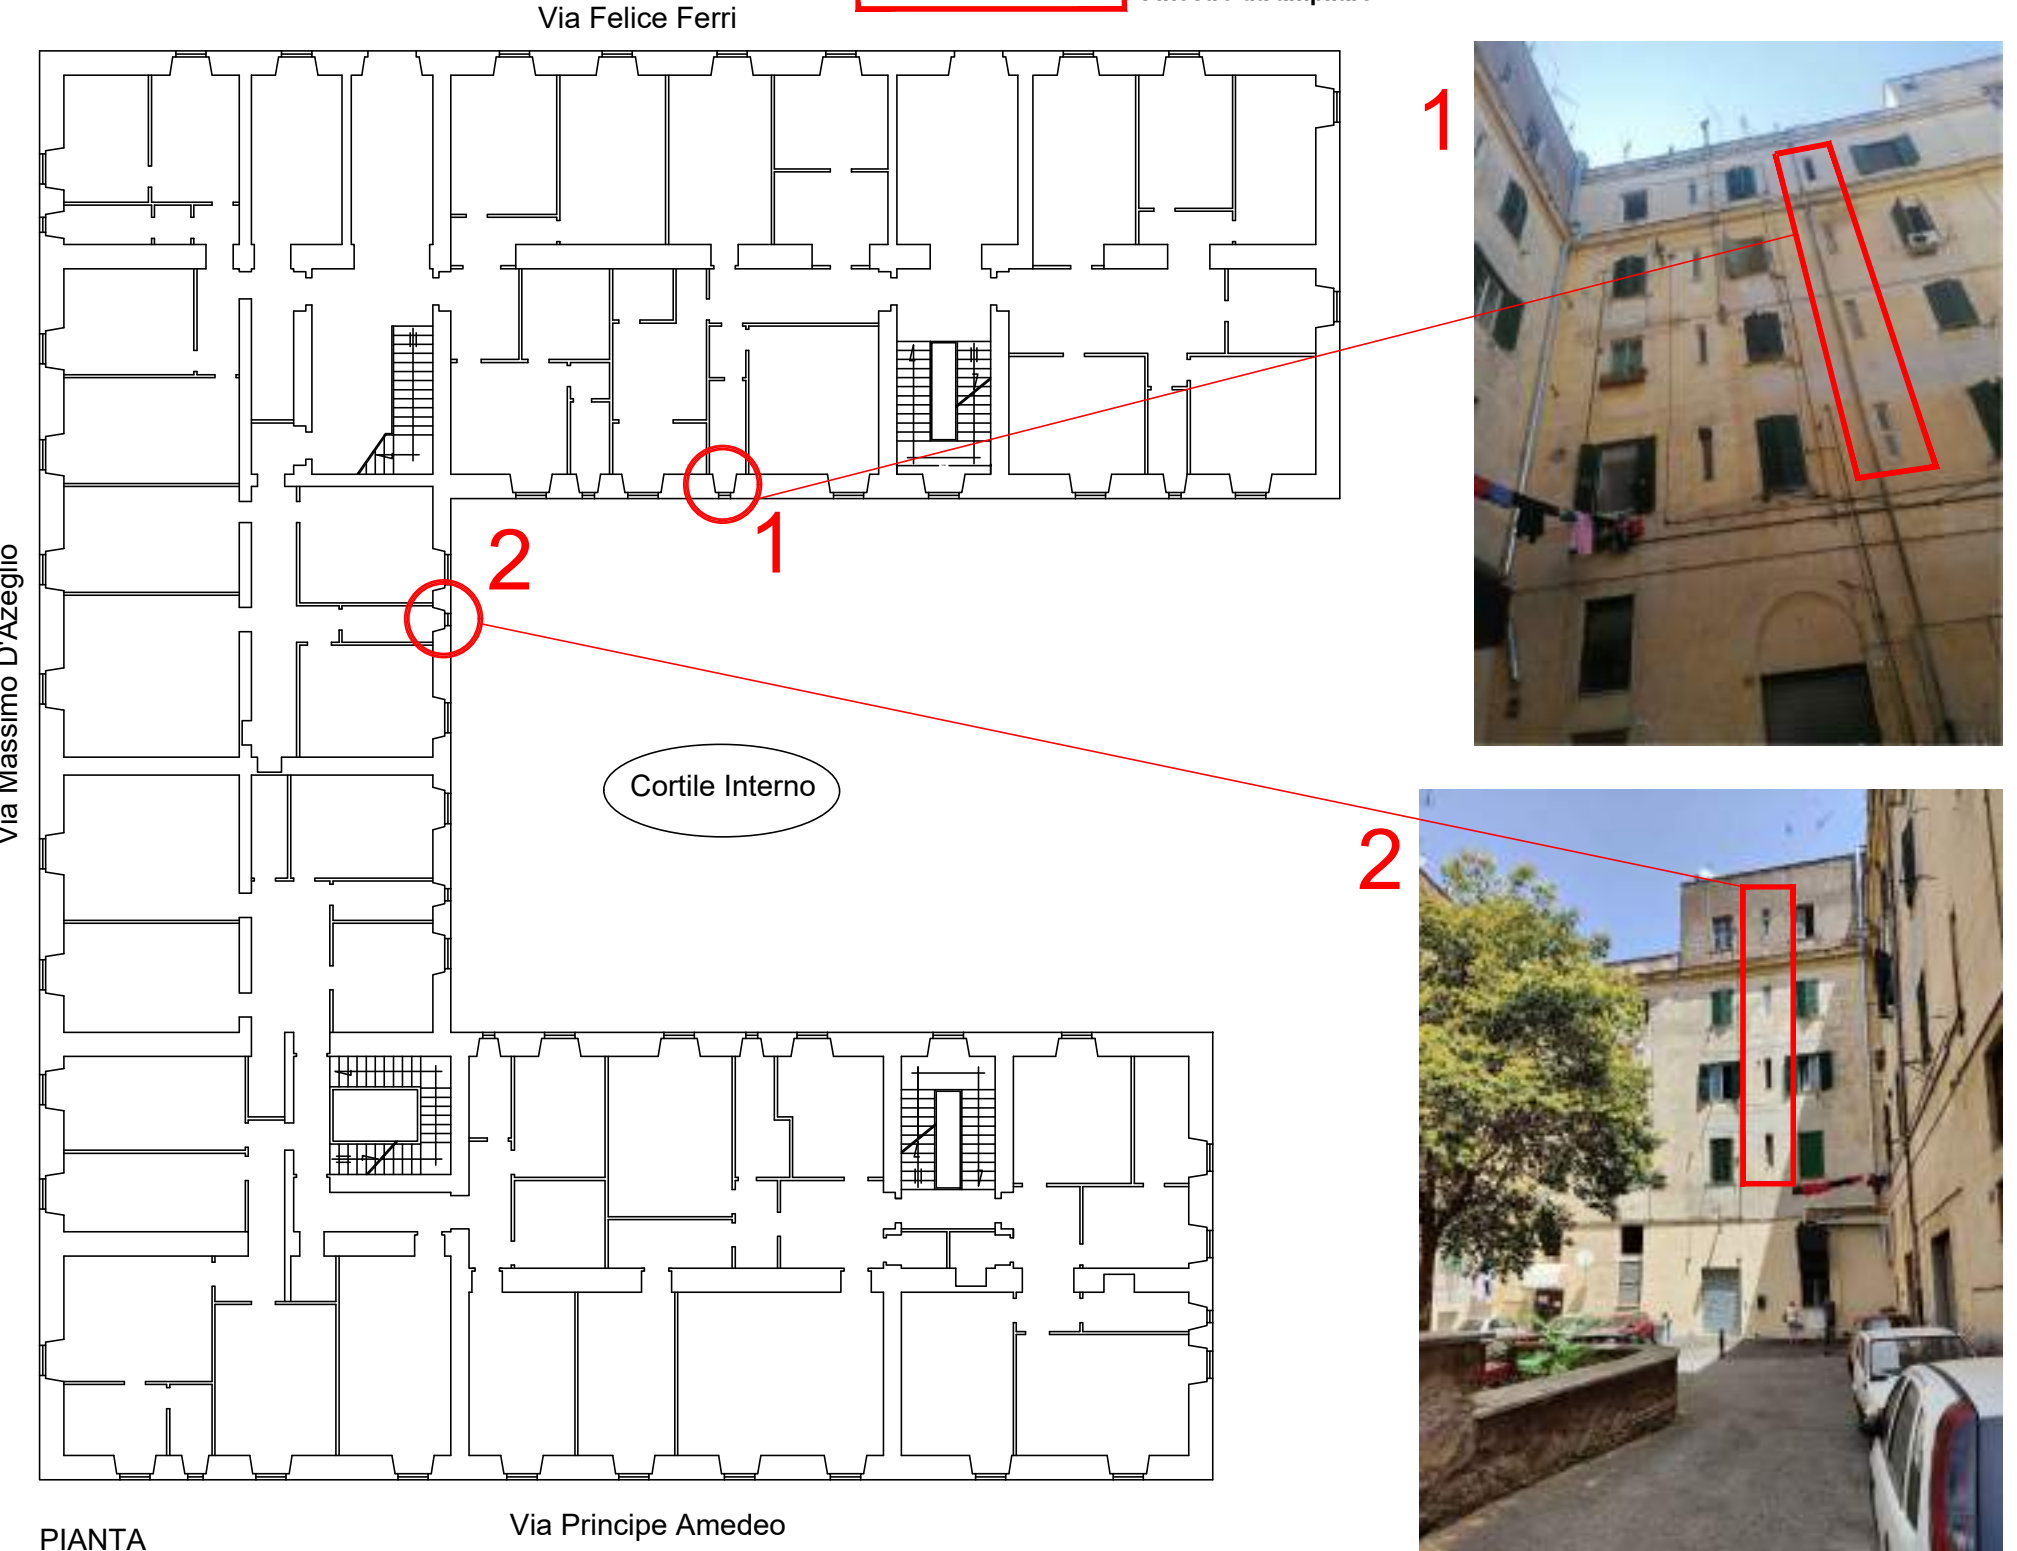 Via Felice Ferri
1
2
1
Via Massimo D'Azeglio
Cortile Interno
2
Via Principe Amedeo
PIANTA